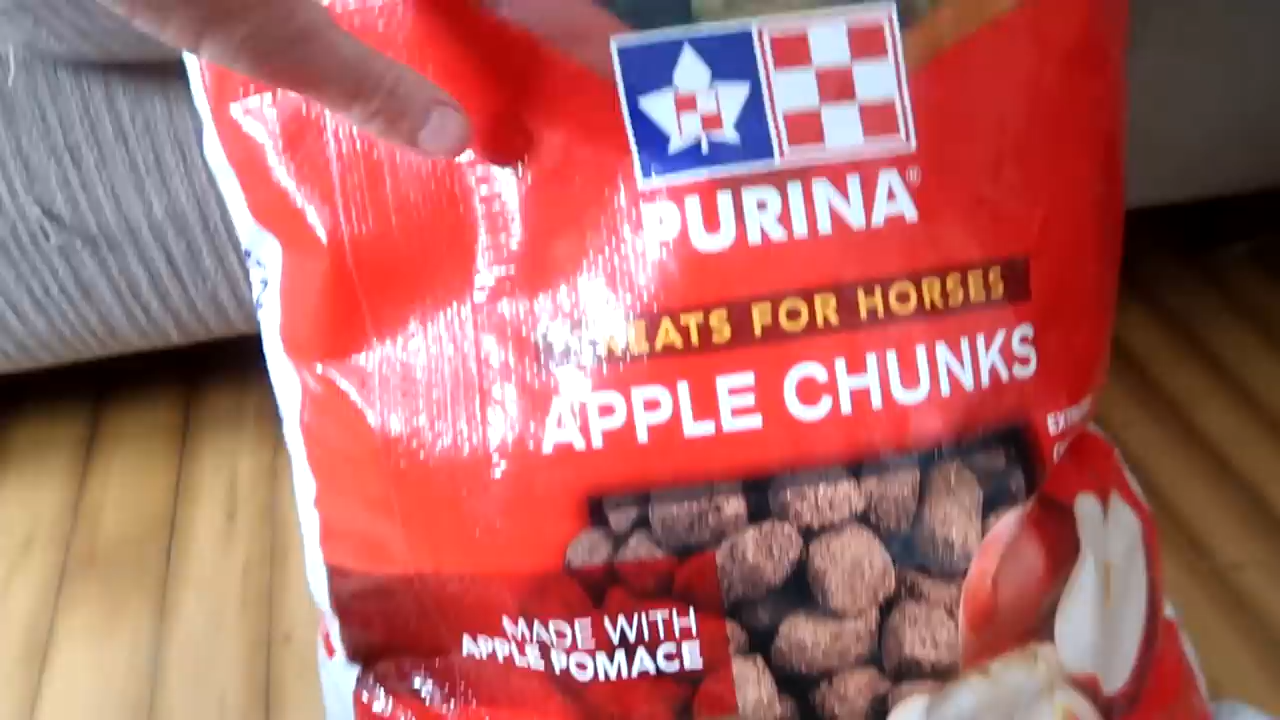 PURINA®
TREATS FOR HORSES
APPLE CHUNKS
MADE WITH
APPLE POMACE